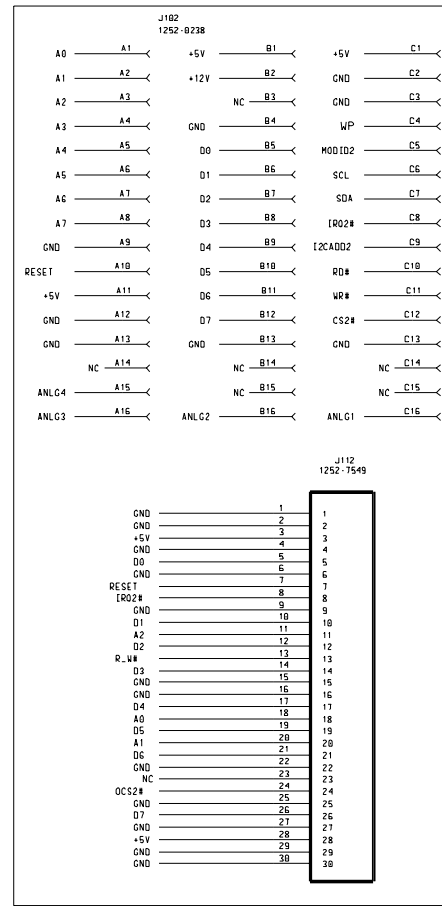 J102
1252-0238
A0 A1 +5V B1 +5V C1
A1 A2 +12V B2 GND C2
A2 A3 NC B3 GND C3
A3 A4 GND B4 WP C4
A4 A5 D0 B5 MODID2 C5
A5 A6 D1 B6 SCL C6
A6 A7 D2 B7 SDA C7
A7 A8 D3 B8 IRQ2# C8
GND A9 D4 B9 I2CADD2 C9
RESET A10 D5 B10 RD# C10
+5V A11 D6 B11 WR# C11
GND A12 D7 B12 CS2# C12
GND A13 GND B13 GND C13
NC A14 NC B14 NC C14
ANLG4 A15 NC B15 NC C15
ANLG3 A16 ANLG2 B16 ANLG1 C16
J112
1252-7549
GND 1 1
GND 2 2
+5V 3 3
GND 4 4
D0 5 5
GND 6 6
RESET 7 7
IRQ2# 8 8
GND 9 9
D1 10 10
A2 11 11
D2 12 12
R_W# 13 13
D3 14 14
GND 15 15
GND 16 16
D4 17 17
A0 18 18
D5 19 19
A1 20 20
D6 21 21
GND 22 22
NC 23 23
OCS2# 24 24
GND 25 25
D7 26 26
GND 27 27
+5V 28 28
GND 29 29
GND 30 30